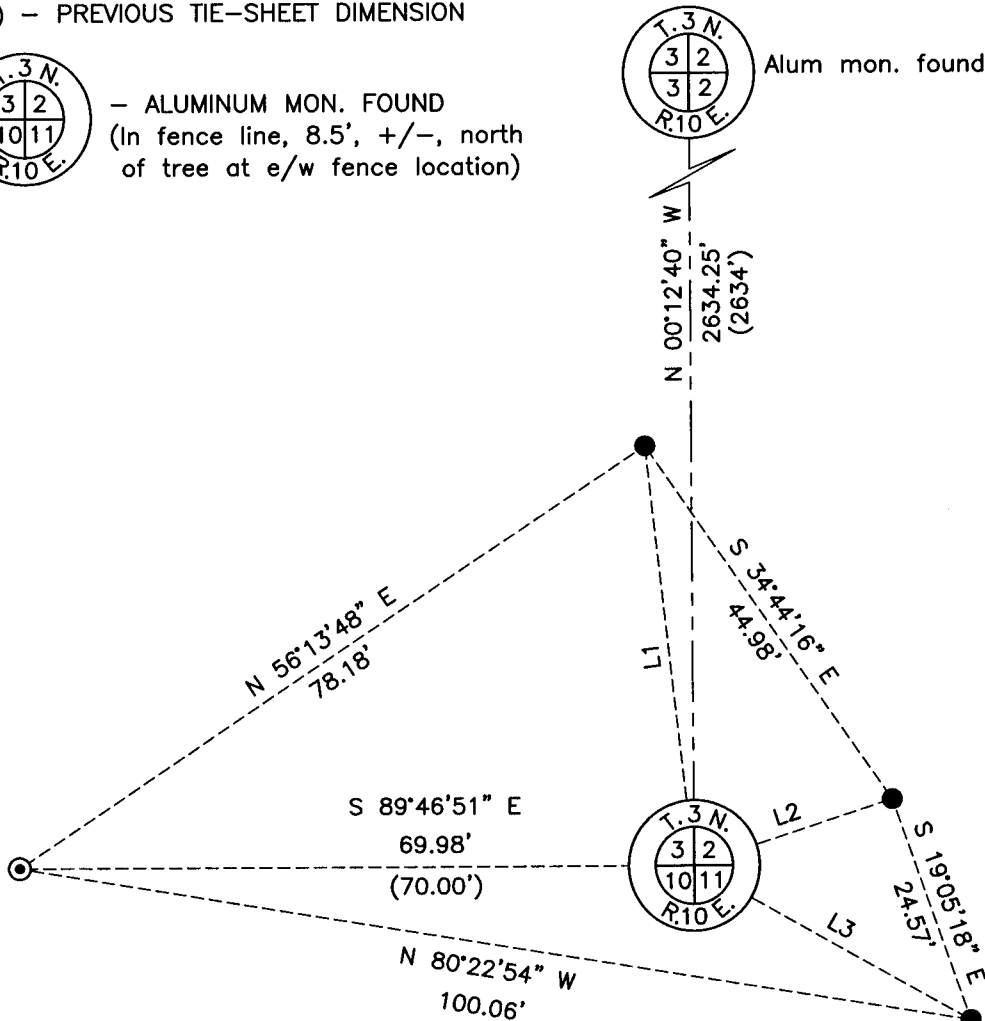 ) – PREVIOUS TIE–SHEET DIMENSION
T. 3 N.
3 2
10 11
R.10 E.
– ALUMINUM MON. FOUND
(In fence line, 8.5', +/–, north
of tree at e/w fence location)
T. 3 N.
3 2
3 2
R.10 E.
Alum mon. found
N 00°12'40" W
2634.25'
(2634')
N 56°13'48" E
78.18'
L1
S 34°44'16" E
44.98'
S 89°46'51" E
69.98'
(70.00')
T. 3 N.
3 2
10 11
R.10 E.
L2
L3
S 19°05'18" E
24.57'
N 80°22'54" W
100.06'